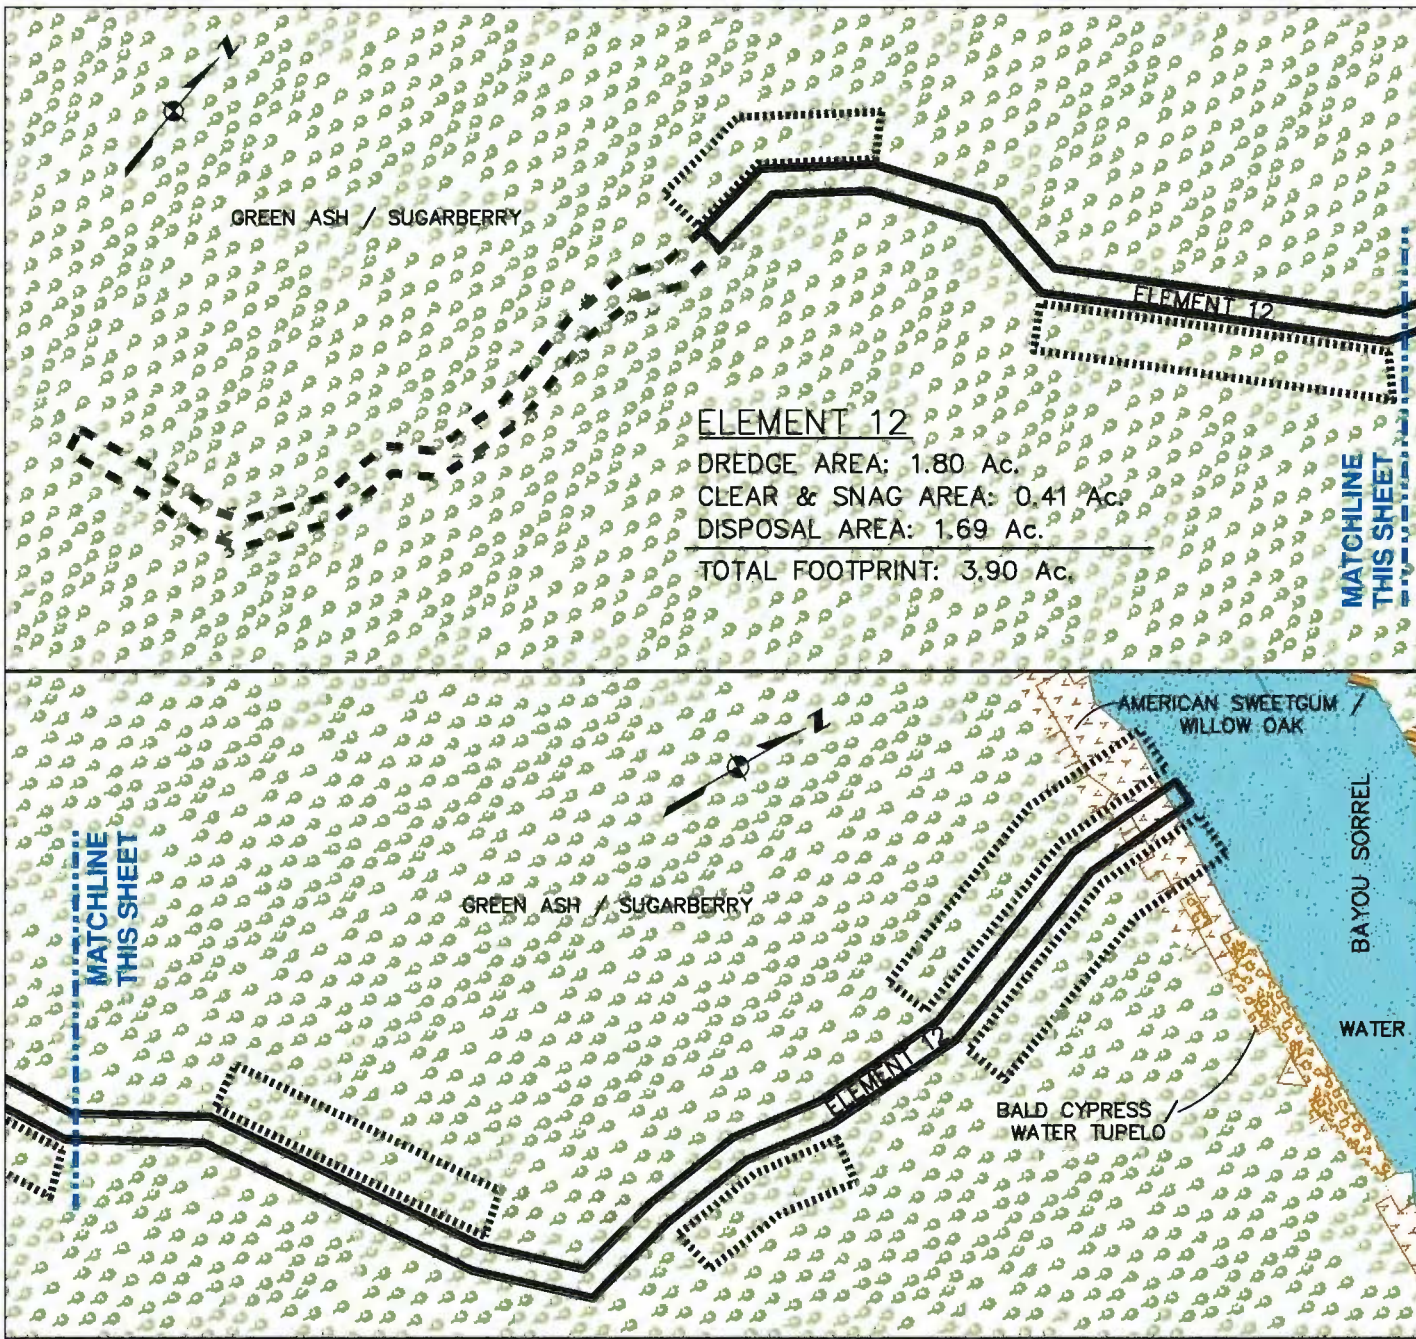 N
GREEN ASH / SUGARBERRY
ELEMENT 12
ELEMENT 12
DREDGE AREA: 1.80 Ac.
CLEAR & SNAG AREA: 0.41 Ac.
DISPOSAL AREA: 1.69 Ac.
TOTAL FOOTPRINT: 3.90 Ac.
MATCHLINE
THIS SHEET
N
AMERICAN SWEETGUM /
WILLOW OAK
BAYOU SORREL
MATCHLINE
THIS SHEET
GREEN ASH / SUGARBERRY
WATER
ELEMENT 12
BALD CYPRESS /
WATER TUPELO